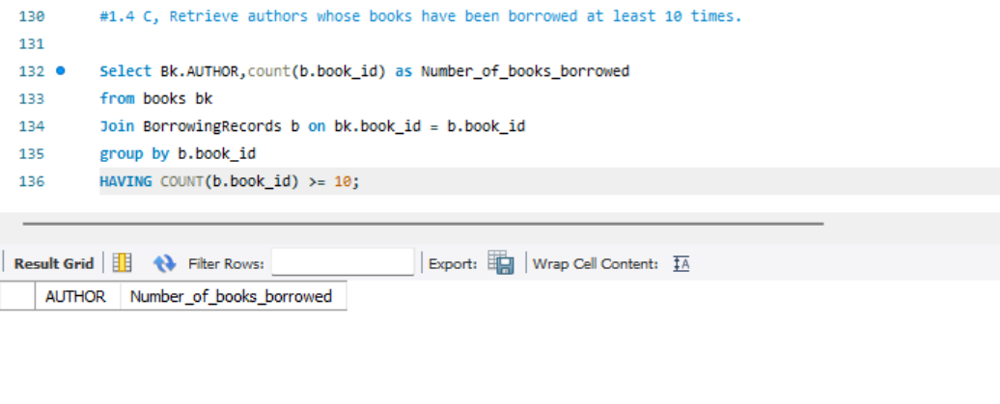 130 #1.4 C, Retrieve authors whose books have been borrowed at least 10 times.
131
132 Select Bk.AUTHOR,count(b.book_id) as Number_of_books_borrowed
133 from books bk
134 Join BorrowingRecords b on bk.book_id = b.book_id
135 group by b.book_id
136 HAVING COUNT(b.book_id) >= 10;
Result Grid Filter Rows: Export: Wrap Cell Content: IA
AUTHOR Number_of_books_borrowed